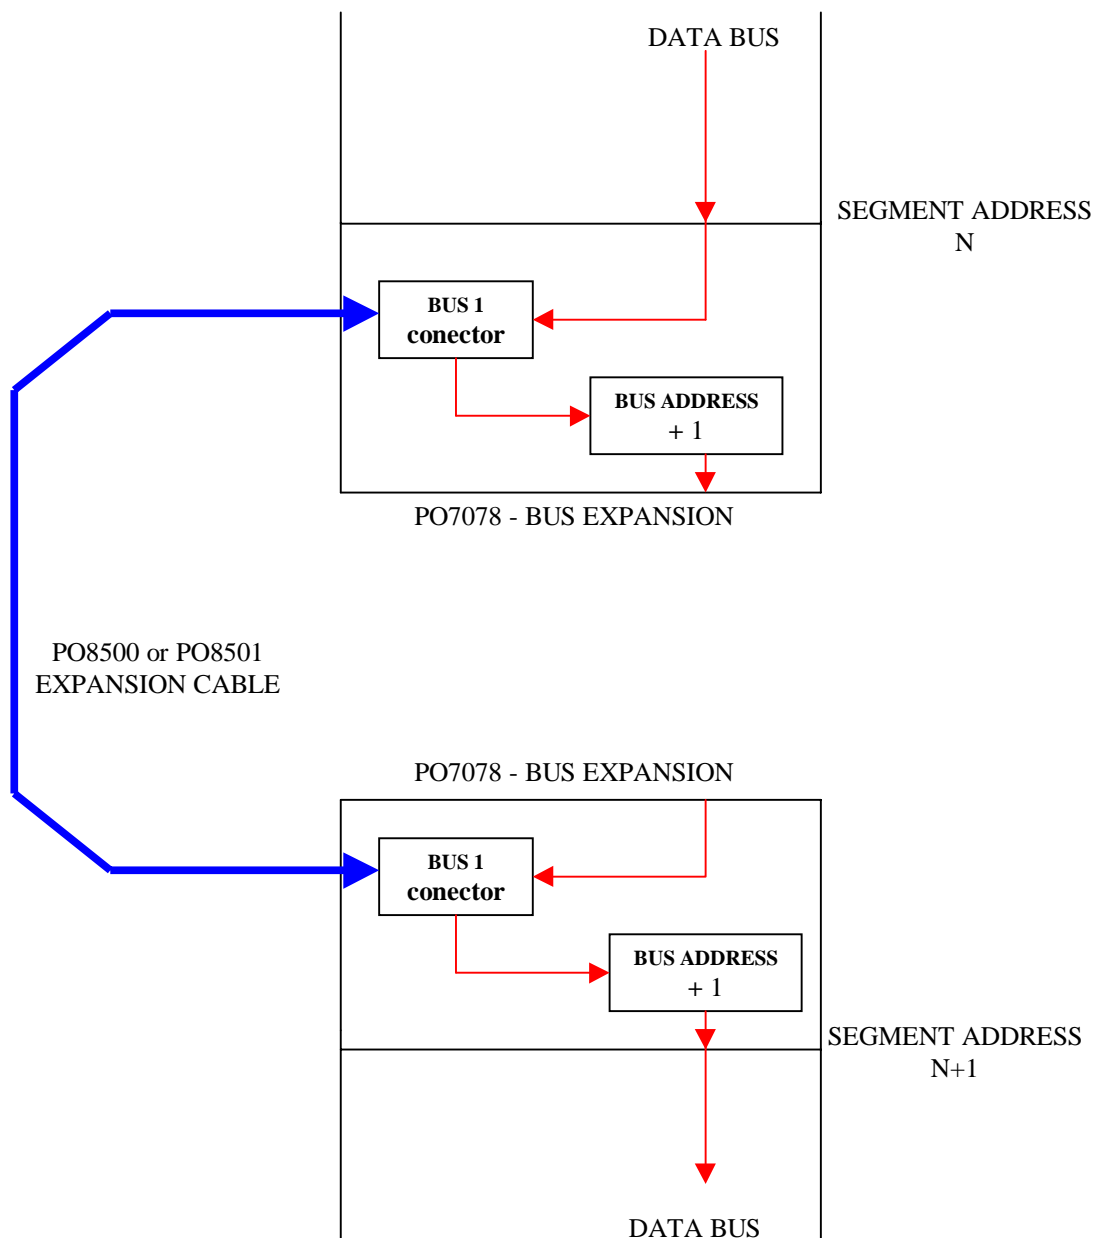 DATA BUS
SEGMENT ADDRESS
N
BUS 1
conector
BUS ADDRESS
+ 1
PO7078 - BUS EXPANSION
PO8500 or PO8501
EXPANSION CABLE
PO7078 - BUS EXPANSION
BUS 1
conector
BUS ADDRESS
+ 1
SEGMENT ADDRESS
N+1
DATA BUS